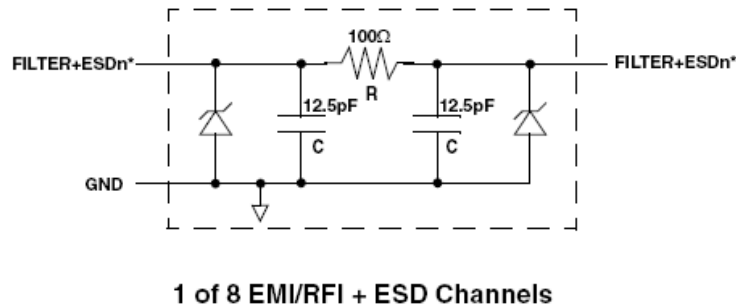 100Ω
FILTER+ESDn*
FILTER+ESDn*
R
12.5pF
12.5pF
C
C
GND
1 of 8 EMI/RFI + ESD Channels